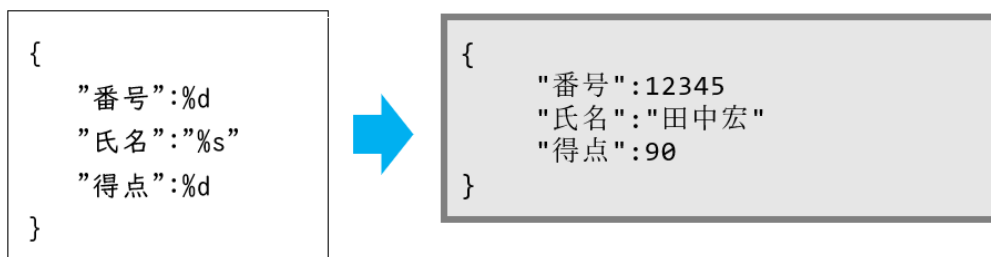 {
”番号”:%d
”氏名”:”%s”
”得点”:%d
}
{
"番号":12345
"氏名":"田中宏"
"得点":90
}